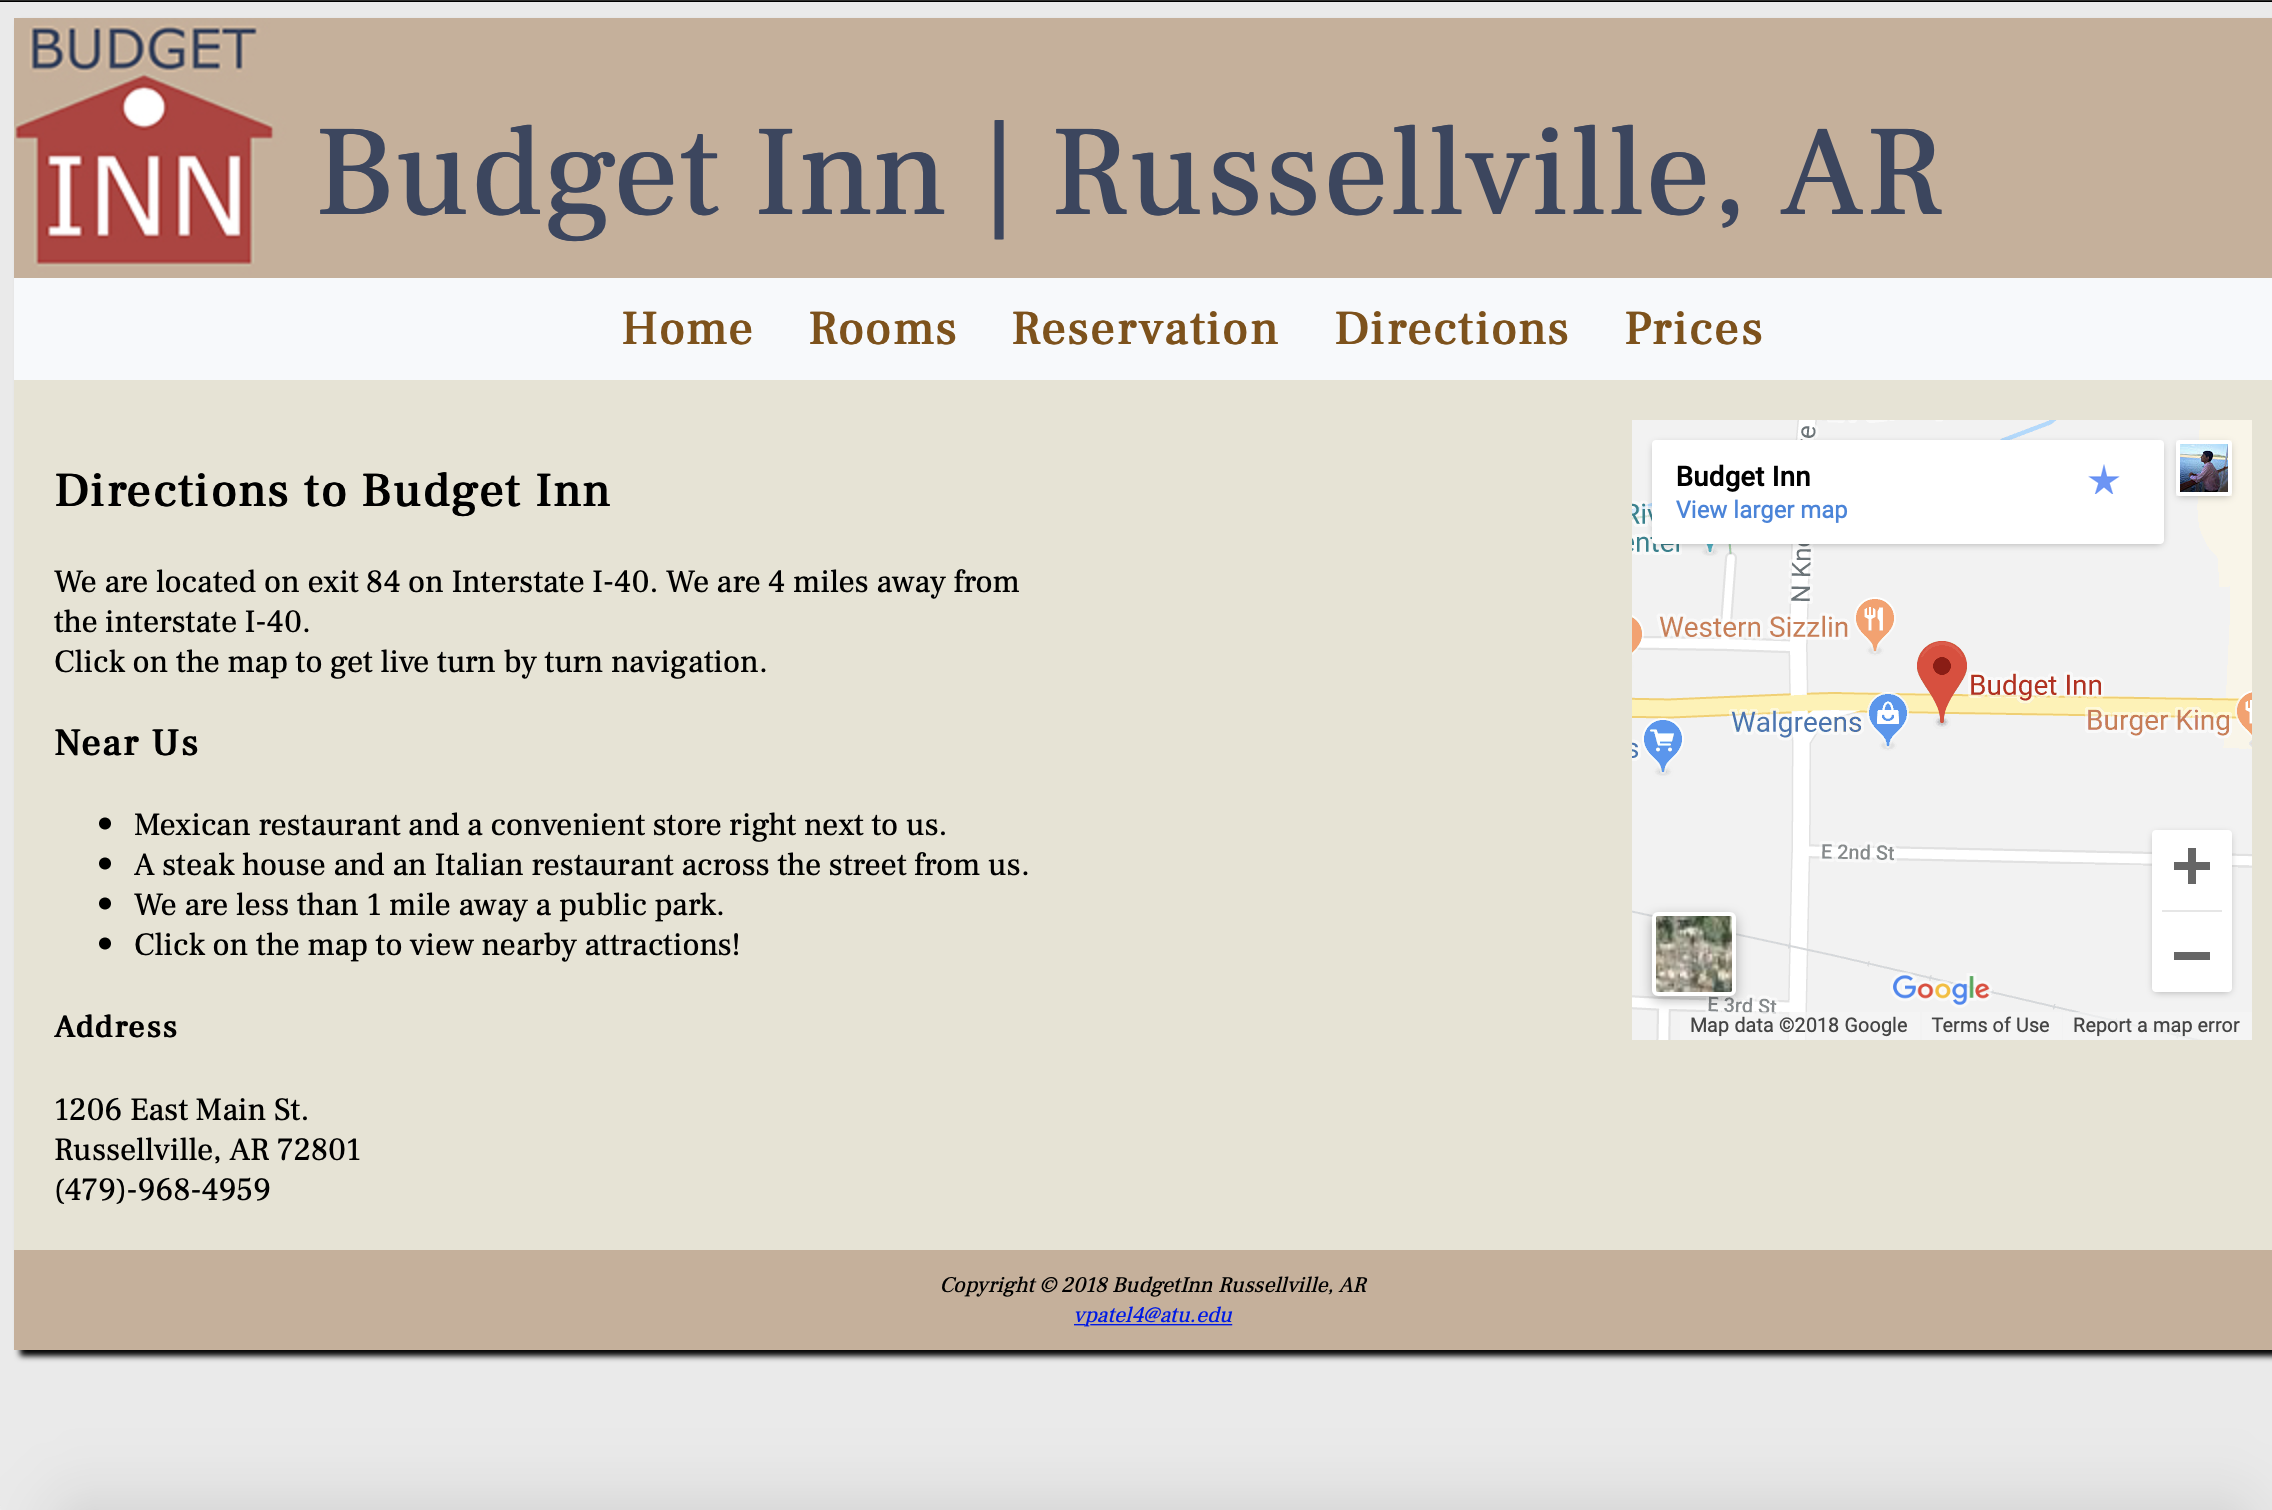 BUDGET
INN
Budget Inn | Russellville, AR
Home Rooms Reservation Directions Prices
Directions to Budget Inn
We are located on exit 84 on Interstate I-40. We are 4 miles away from
the interstate I-40.
Click on the map to get live turn by turn navigation.
Near Us
• Mexican restaurant and a convenient store right next to us.
• A steak house and an Italian restaurant across the street from us.
• We are less than 1 mile away a public park.
• Click on the map to view nearby attractions!
Address
1206 East Main St.
Russellville, AR 72801
(479)-968-4959
Budget Inn
View larger map
Western Sizzlin
Budget Inn
Walgreens
Burger King
E 2nd St
E 3rd St
Google
Map data ©2018 Google Terms of Use Report a map error
Copyright © 2018 BudgetInn Russellville, AR
vpatel4@atu.edu